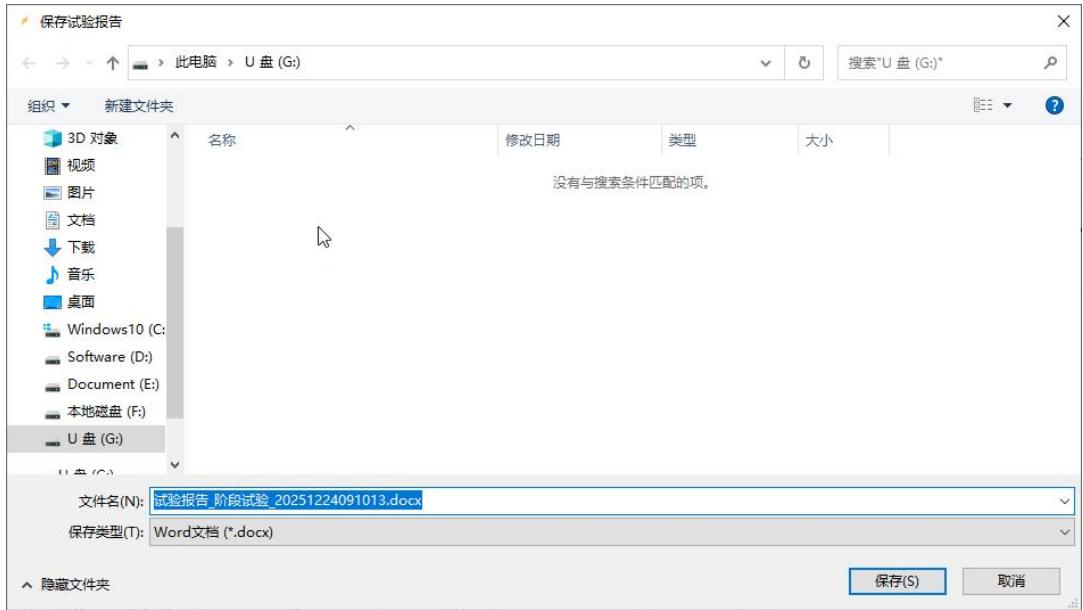 保存试验报告
此电脑 › U 盘 (G:)
搜索"U 盘 (G:)"
组织 新建文件夹
名称 修改日期 类型 大小
没有与搜索条件匹配的项。
3D 对象
视频
图片
文档
下载
音乐
桌面
Windows10 (C:
Software (D:)
Document (E:)
本地磁盘 (F:)
U 盘 (G:)
文件名(N): 试验报告_阶段试验_20251224091013.docx
保存类型(T): Word文档 (*.docx)
隐藏文件夹 保存(S) 取消